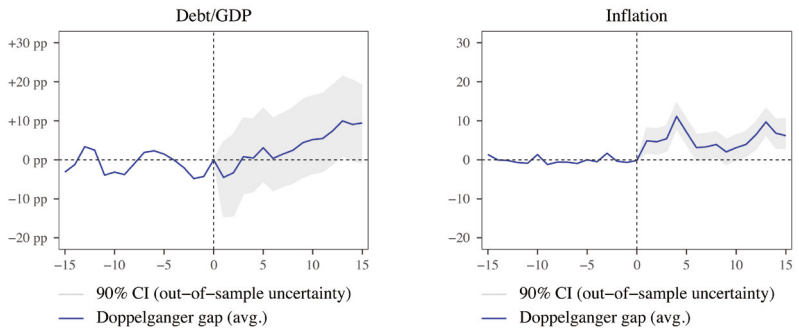 Debt/GDP
+30 pp
+20 pp
+10 pp
0 pp
−10 pp
−20 pp
−15 −10 −5 0 5 10 15
90% CI (out−of−sample uncertainty)
Doppelganger gap (avg.)
Inflation
30
20
10
0
−10
−20
−15 −10 −5 0 5 10 15
90% CI (out−of−sample uncertainty)
Doppelganger gap (avg.)